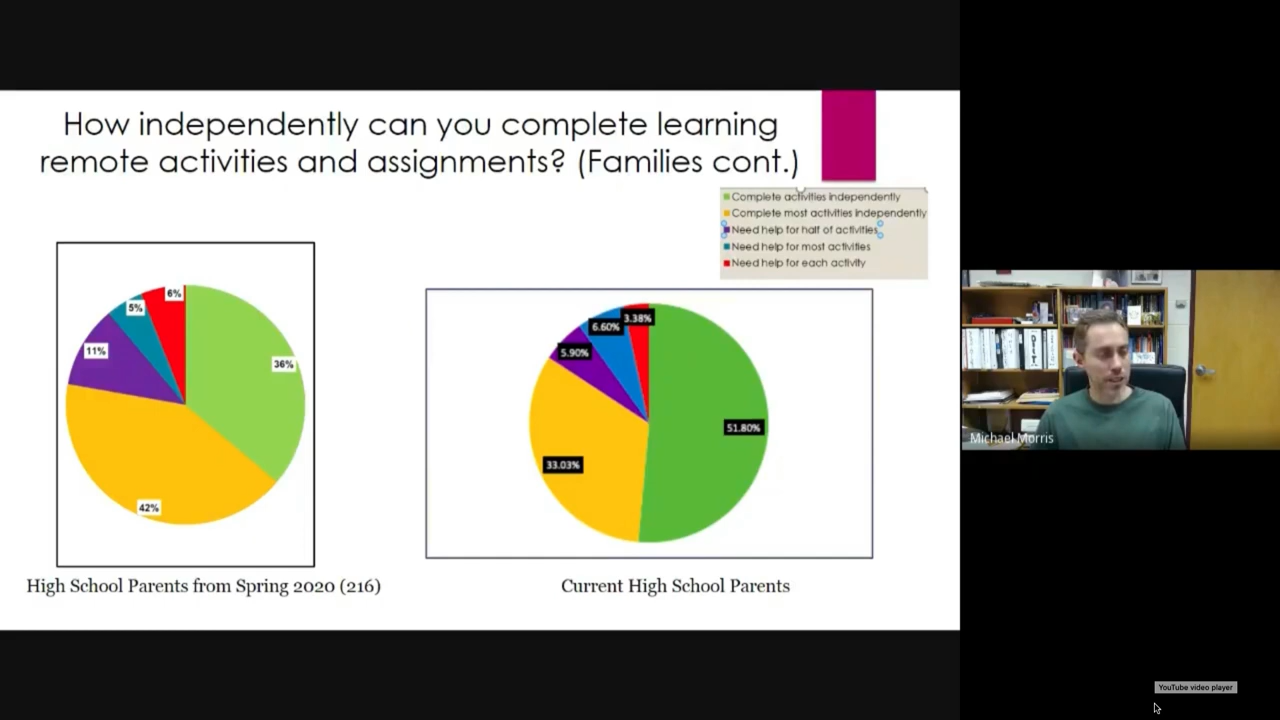 How independently can you complete learning
remote activities and assignments? (Families cont.)
Complete activities independently
Complete most activities independently
Need help for half of activities
Need help for most activities
Need help for each activity
6%
5%
11%
36%
42%
3.38%
6.60%
5.90%
51.80%
33.03%
High School Parents from Spring 2020 (216)
Current High School Parents
Michael Morris
YouTube video player